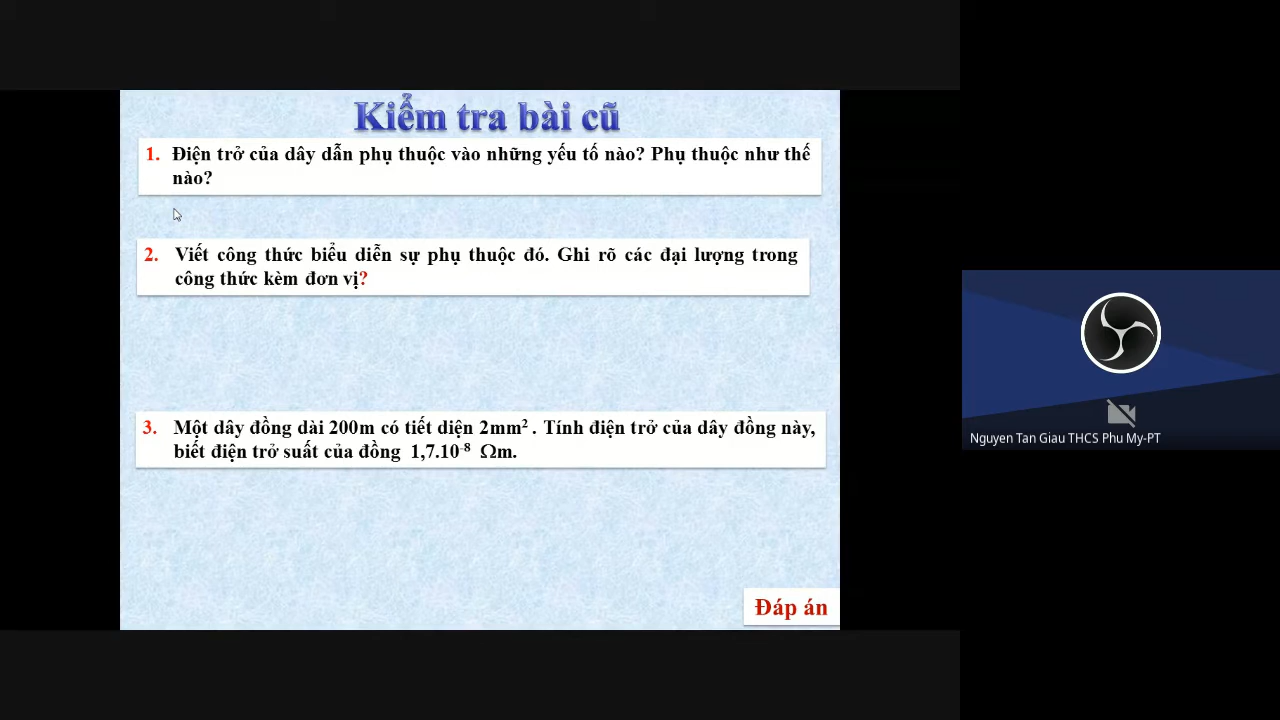 Kiểm tra bài cũ
1. Điện trở của dây dẫn phụ thuộc vào những yếu tố nào? Phụ thuộc như thế
nào?
2. Viết công thức biểu diễn sự phụ thuộc đó. Ghi rõ các đại lượng trong
công thức kèm đơn vị?
3. Một dây đồng dài 200m có tiết diện 2mm². Tính điện trở của dây đồng này,
biết điện trở suất của đồng 1,7.10⁻⁸ Ωm.
Đáp án
Nguyen Tan Giau THCS Phu My-PT